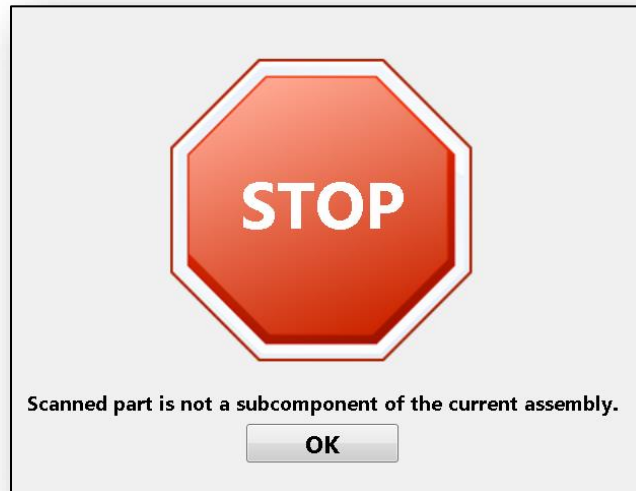 STOP
Scanned part is not a subcomponent of the current assembly.
OK